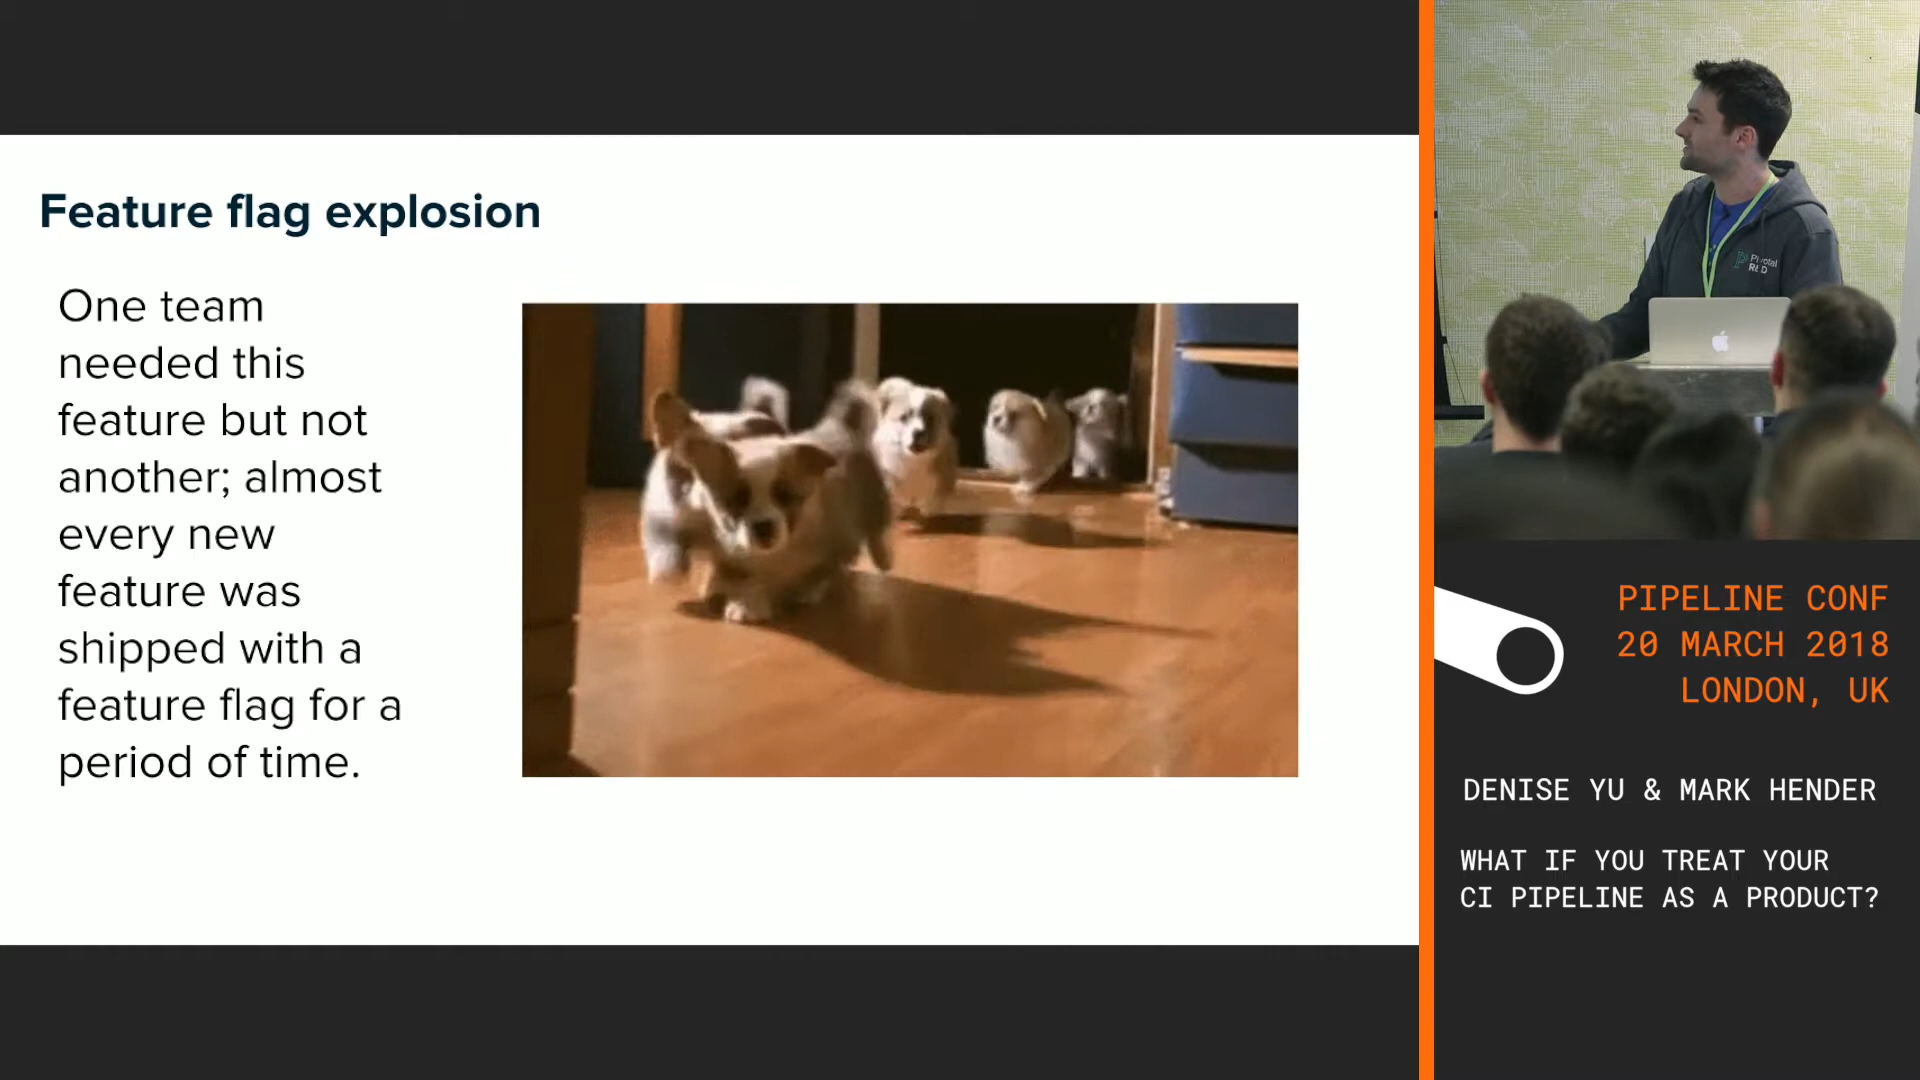 Feature flag explosion
One team
needed this
feature but not
another; almost
every new
feature was
shipped with a
feature flag for a
period of time.
Pivotal
R&D
PIPELINE CONF
20 MARCH 2018
LONDON, UK
DENISE YU & MARK HENDER
WHAT IF YOU TREAT YOUR
CI PIPELINE AS A PRODUCT?